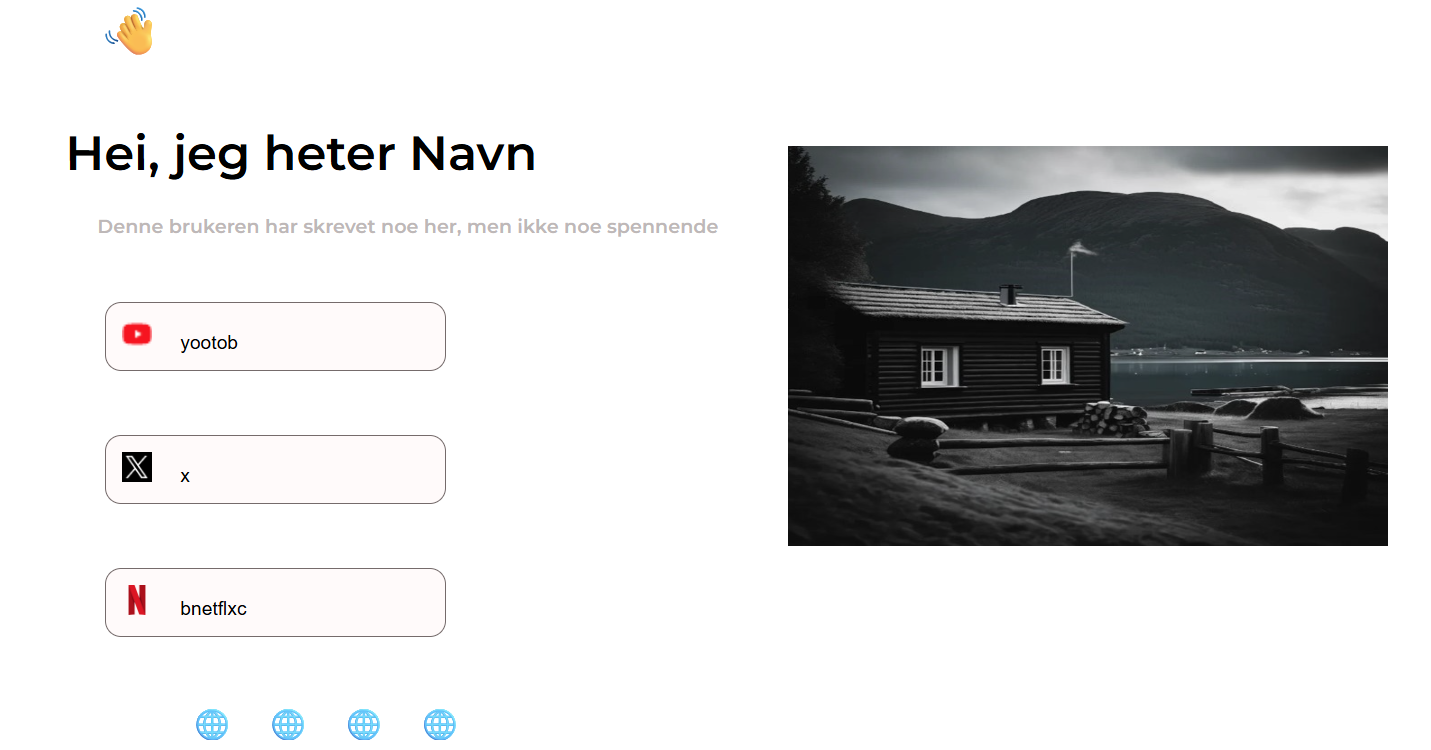 Hei, jeg heter Navn
Denne brukeren har skrevet noe her, men ikke noe spennende
yootob
x
bnetflxc